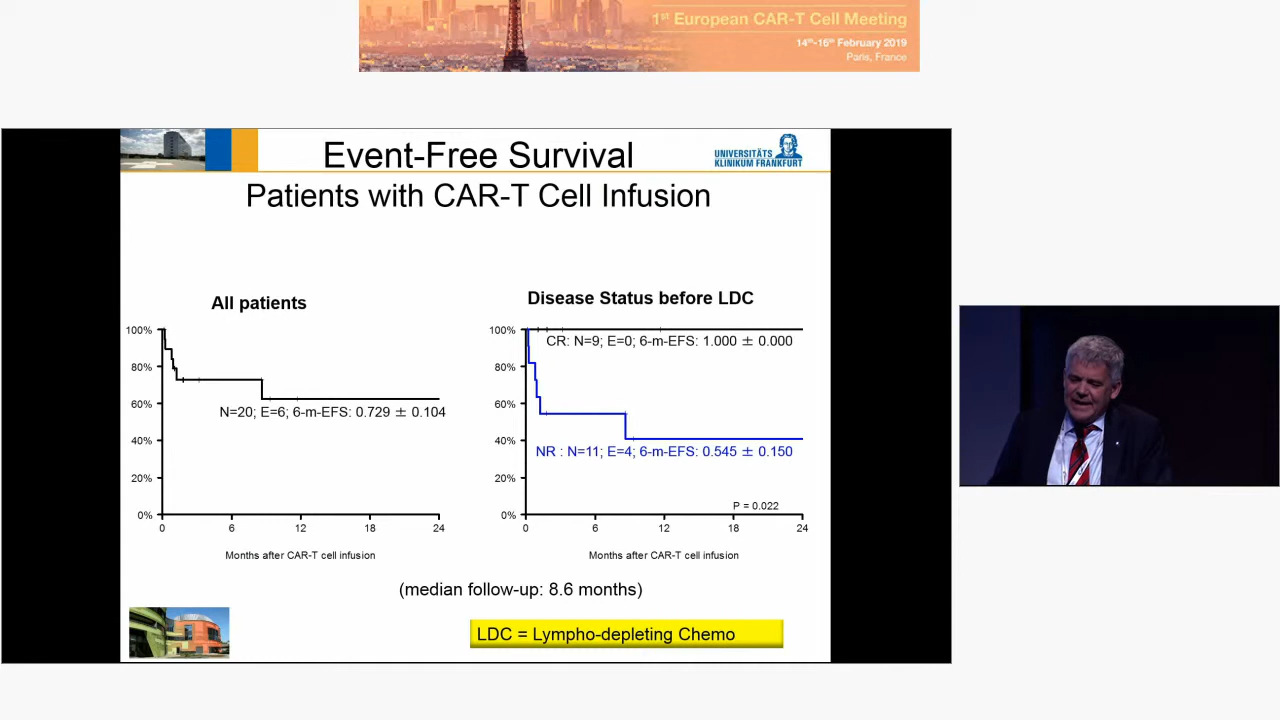 1st European CAR-T Cell Meeting
14th-16th February 2019
Paris, France
UNIVERSITÄTS
KLINIKUM FRANKFURT
Event-Free Survival
Patients with CAR-T Cell Infusion
All patients
100%
80%
60%
40%
20%
0%
N=20; E=6; 6-m-EFS: 0.729 ± 0.104
0 6 12 18 24
Months after CAR-T cell infusion
Disease Status before LDC
100%
80%
60%
40%
20%
0%
CR: N=9; E=0; 6-m-EFS: 1.000 ± 0.000
NR : N=11; E=4; 6-m-EFS: 0.545 ± 0.150
P = 0.022
0 6 12 18 24
Months after CAR-T cell infusion
(median follow-up: 8.6 months)
LDC = Lympho-depleting Chemo